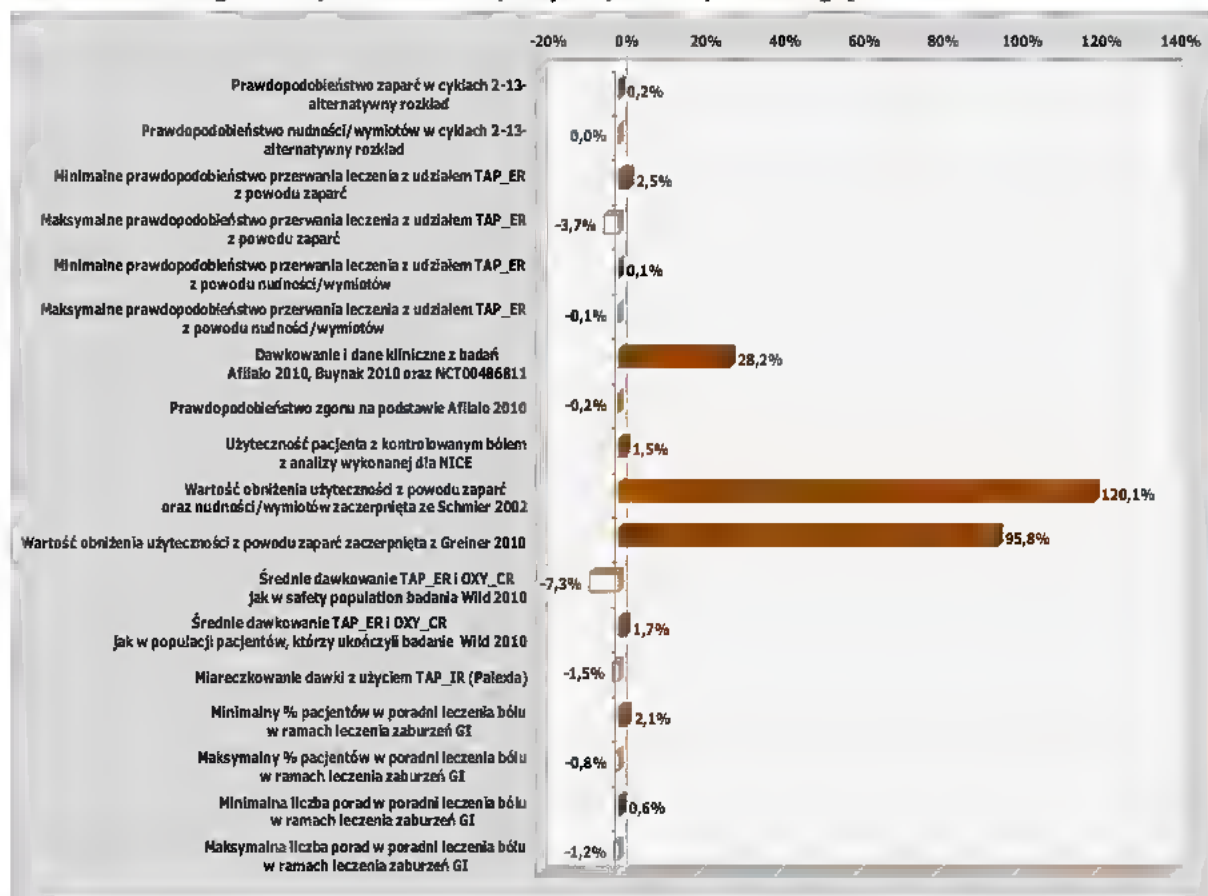 -20% 0% 20% 40% 60% 80% 100% 120% 140%
Prawdopodobieństwo zaparć w cyklach 2-13-
alternatywny rozkład
0,2%
Prawdopodobieństwo nudności/wymiotów w cyklach 2-13-
alternatywny rozkład
0,0%
Minimalne prawdopodobieństwo przerwania leczenia z udziałem TAP_ER
z powodu zaparć
2,5%
Maksymalne prawdopodobieństwo przerwania leczenia z udziałem TAP_ER
z powodu zaparć
-3,7%
Minimalne prawdopodobieństwo przerwania leczenia z udziałem TAP_ER
z powodu nudności/wymiotów
0,1%
Maksymalne prawdopodobieństwo przerwania leczenia z udziałem TAP_ER
z powodu nudności/wymiotów
-0,1%
Dawkowanie i dane kliniczne z badań
Afilalo 2010, Buynak 2010 oraz NCT00486811
28,2%
Prawdopodobieństwo zgonu na podstawie Afilalo 2010
-0,2%
Użyteczność pacjenta z kontrolowanym bólem
z analizy wykonanej dla NICE
1,5%
Wartość obniżenia użyteczności z powodu zaparć
oraz nudności/wymiotów zaczerpnięta ze Schmier 2002
120,1%
Wartość obniżenia użyteczności z powodu zaparć zaczerpnięta z Greiner 2010
95,8%
Średnie dawkowanie TAP_ER i OXY_CR
jak w safety population badania Wild 2010
-7,3%
Średnie dawkowanie TAP_ER i OXY_CR
jak w populacji pacjentów, którzy ukończyli badanie Wild 2010
1,7%
Miareczkowanie dawki z użyciem TAP_IR (Palexia)
-1,5%
Minimalny % pacjentów w poradni leczenia bólu
w ramach leczenia zaburzeń GI
2,1%
Maksymalny % pacjentów w poradni leczenia bólu
w ramach leczenia zaburzeń GI
-0,8%
Minimalna liczba porad w poradni leczenia bólu
w ramach leczenia zaburzeń GI
0,6%
Maksymalna liczba porad w poradni leczenia bólu
w ramach leczenia zaburzeń GI
-1,2%